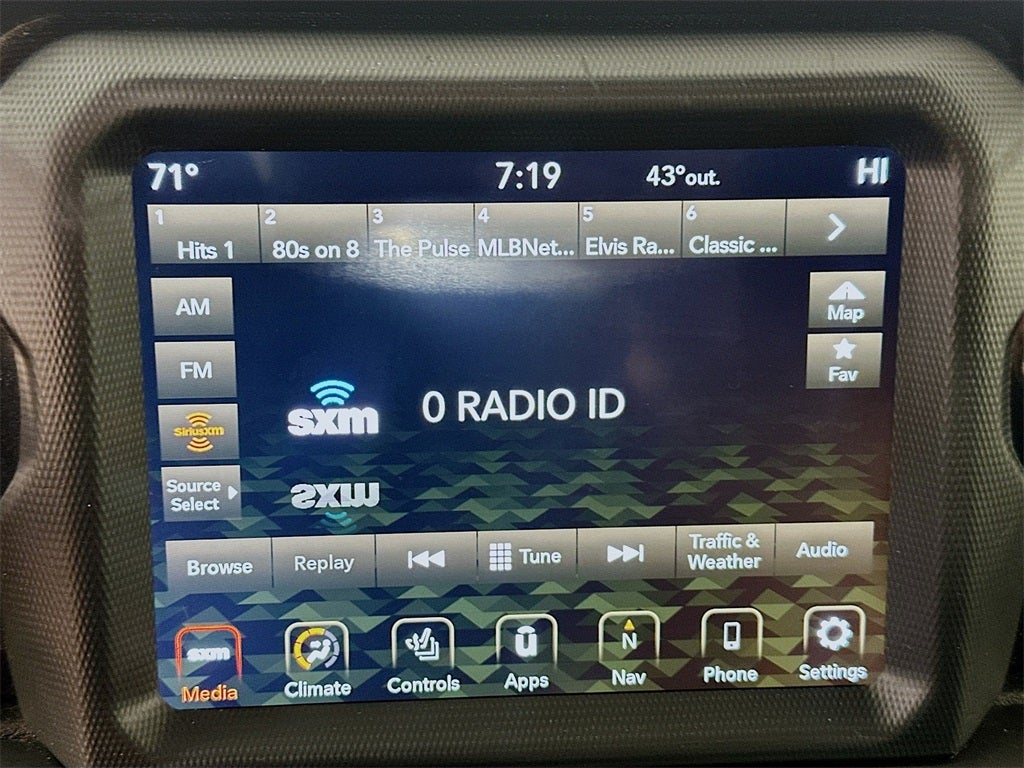 71° 7:19 43°out. HI
1 2 3 4 5 6
Hits 1 80s on 8 The Pulse MLBNet... Elvis Ra... Classic ...
AM
Map
FM
Fav
SiriusXM
sxm 0 RADIO ID
Source
Select
sxm
Browse Replay Tune Traffic &
Weather Audio
sxm N
Media Climate Controls Apps Nav Phone Settings